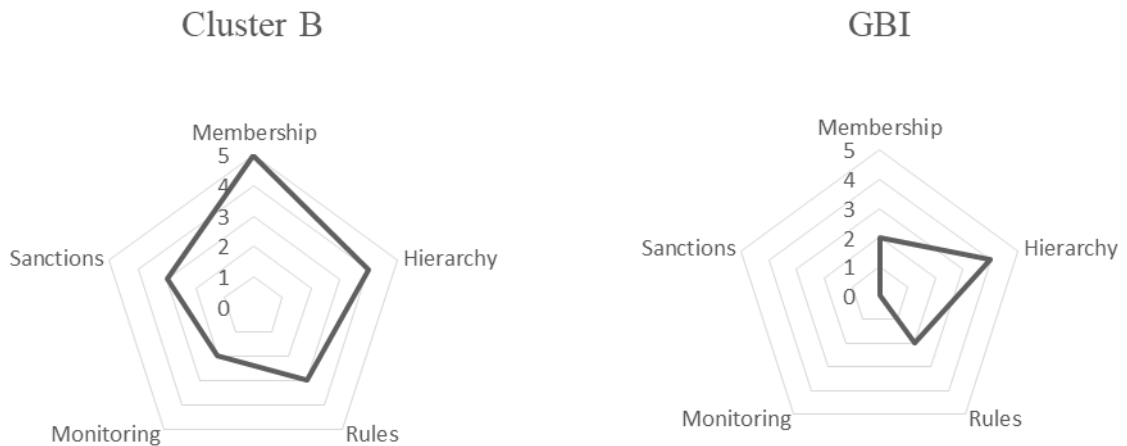 Cluster B
Membership
5
4
3
2
1
0
Sanctions
Hierarchy
Monitoring
Rules
GBI
Membership
5
4
3
2
1
0
Sanctions
Hierarchy
Monitoring
Rules